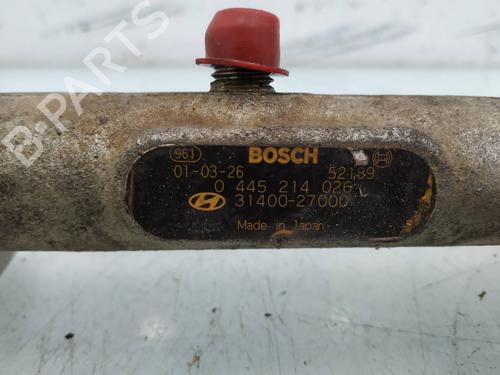 961 BOSCH
01-03-26 52189
0 445 214 026
31400-27000
Made in Japan
B-PARTS